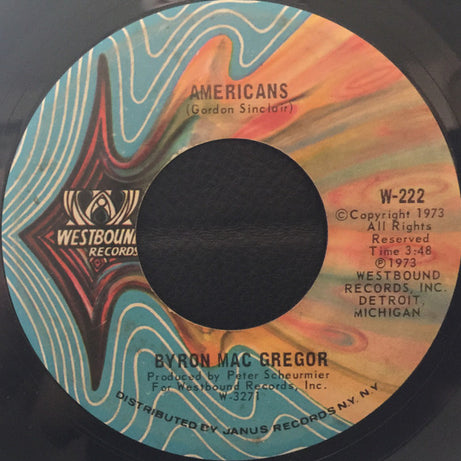 AMERICANS
(Gordon Sinclair)
W-222
©Copyright 1973
All Rights
Reserved
Time 3:48
℗1973
WESTBOUND
RECORDS, INC.
DETROIT,
MICHIGAN
WESTBOUND
RECORDS
BYRON MAC GREGOR
Produced by Peter Scheurmier
For Westbound Records, Inc.
W-3271
DISTRIBUTED BY JANUS RECORDS N.Y. N.Y.